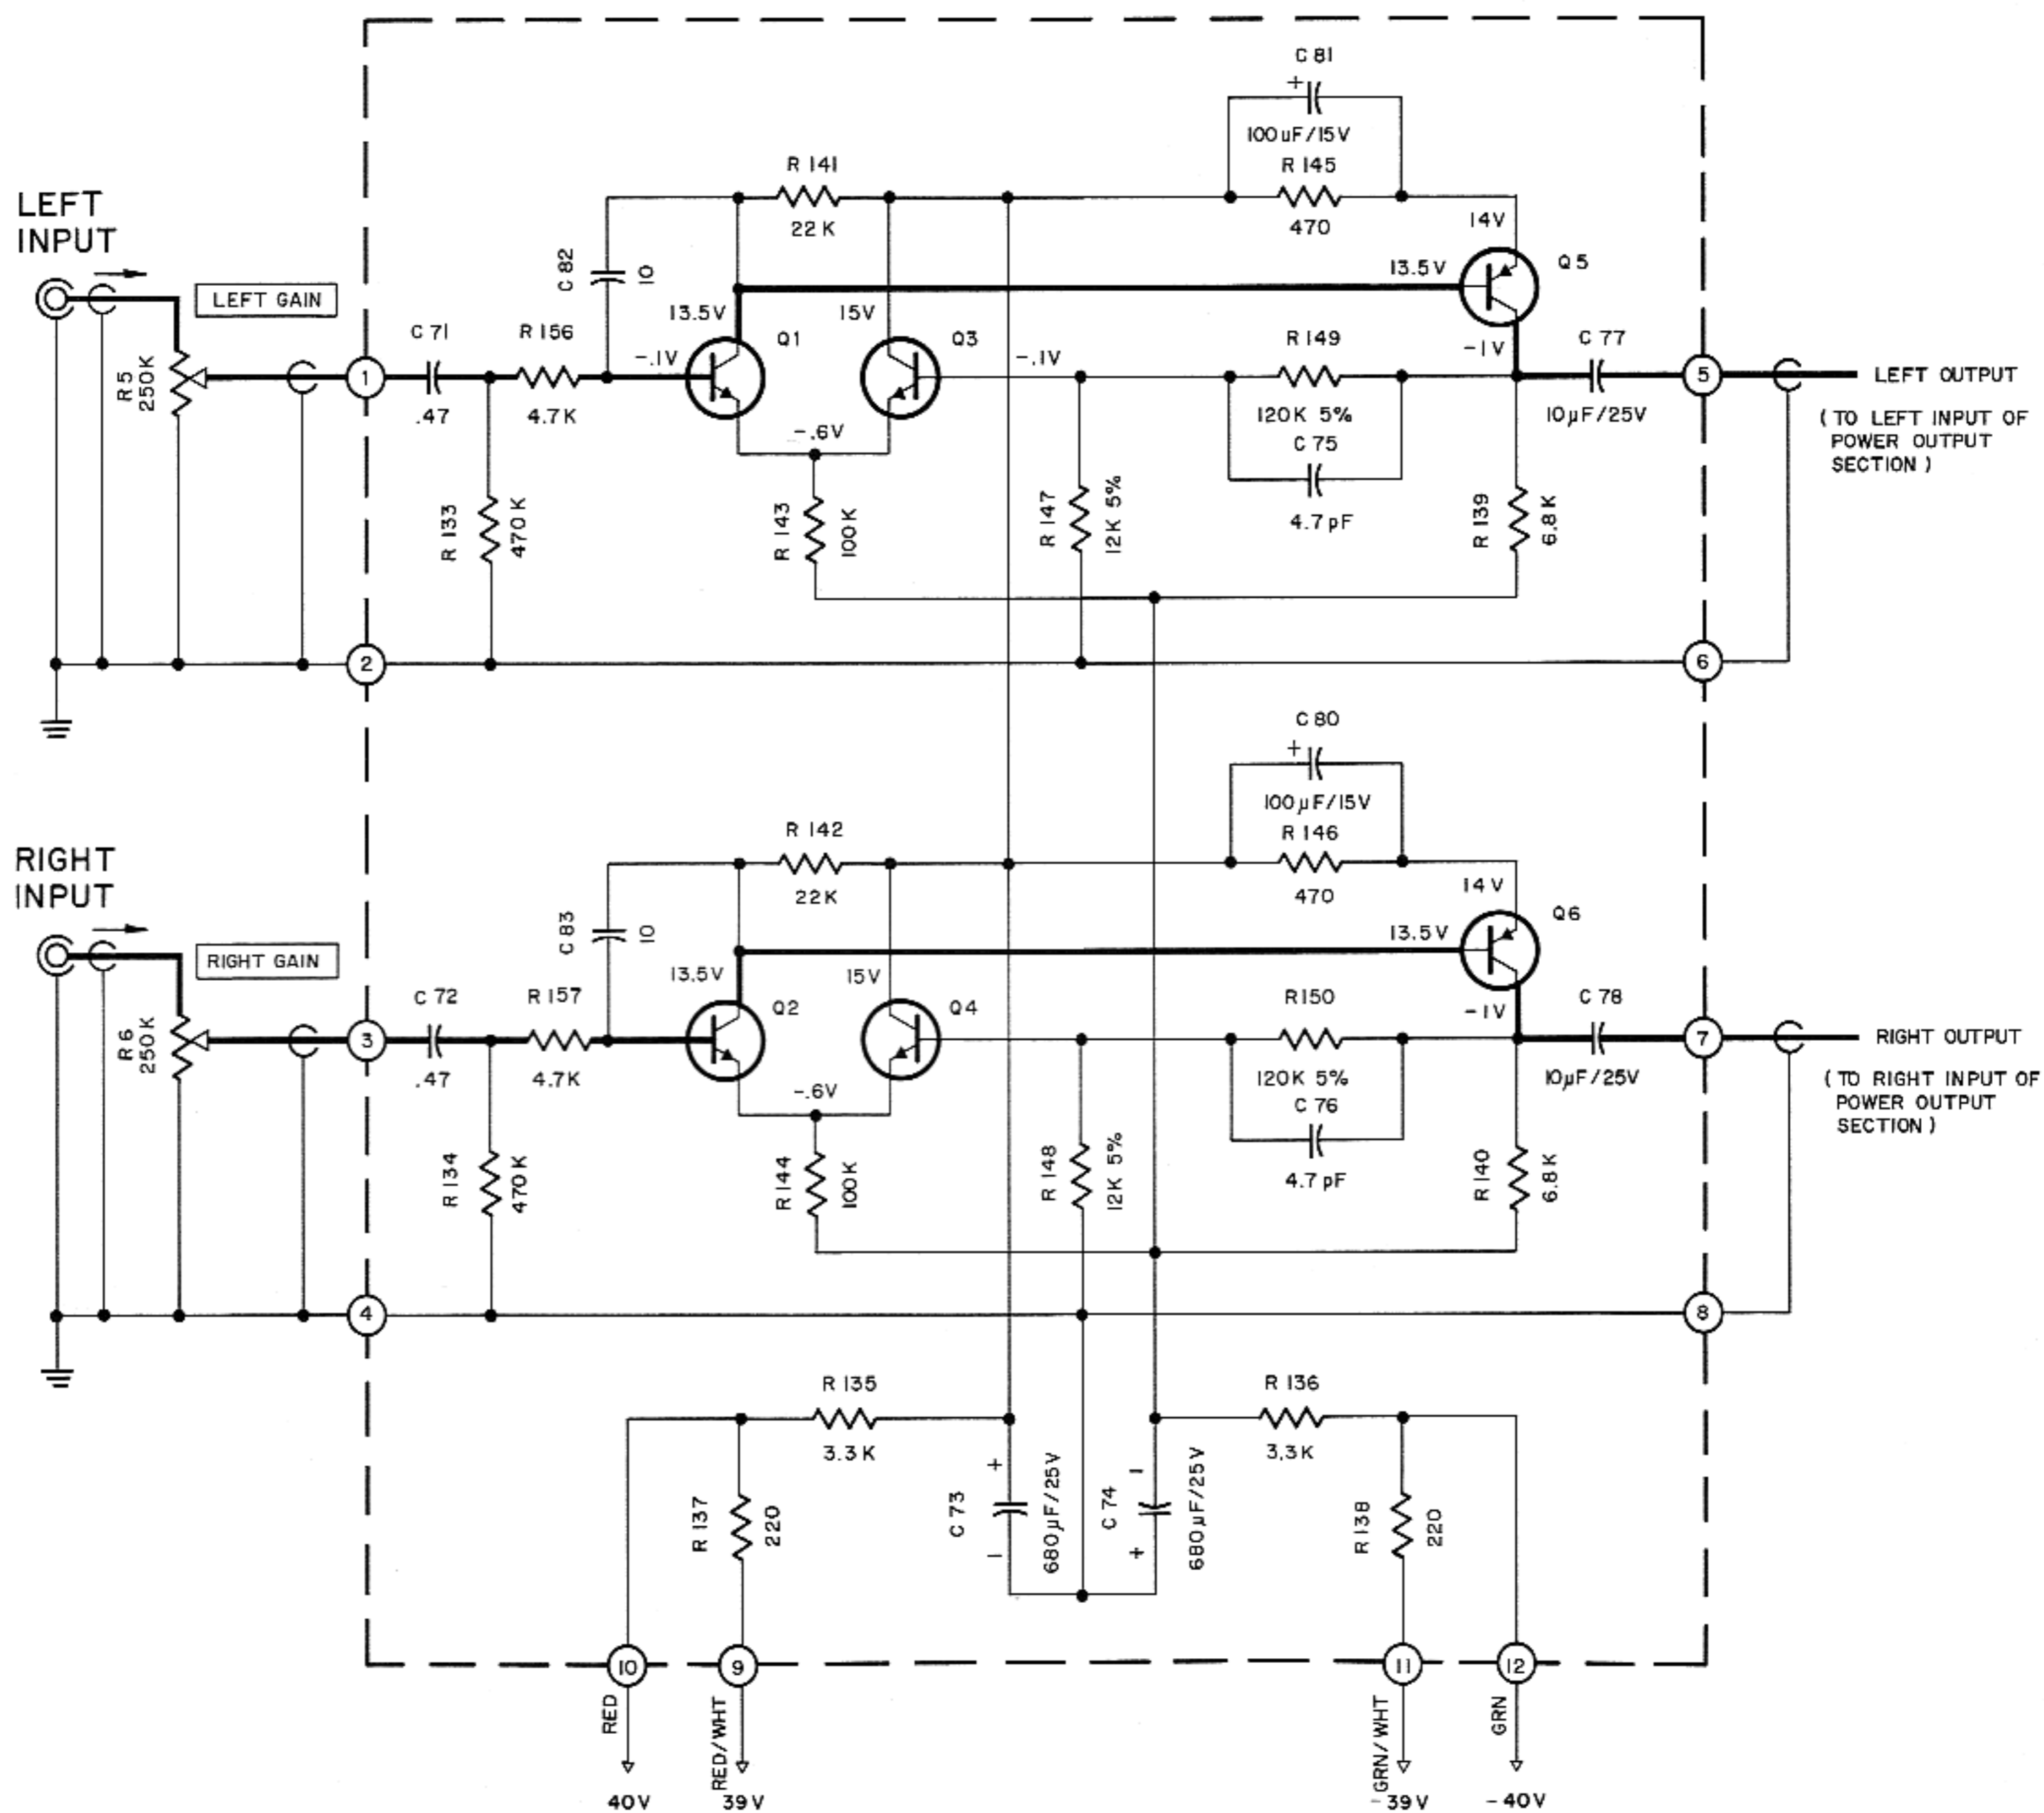 C 81
+
100uF/15V
R 141
R 145
22 K
470
14V
LEFT
INPUT
LEFT GAIN
C 82
10
13.5V
Q5
13.5V
15V
C 71
R 156
Q1
Q3
R 149
C 77
-.1V
-.1V
-1V
R5
250K
1
5
LEFT OUTPUT
.47
4.7K
120K 5%
10µF/25V
(TO LEFT INPUT OF
POWER OUTPUT
SECTION)
-.6V
C 75
4.7pF
R 133
470K
R 143
100K
R 147
12K 5%
R 139
6.8K
2
6
C 80
+
100µF/15V
R 142
R 146
22K
470
14V
RIGHT
INPUT
RIGHT GAIN
C 83
10
13.5V
Q6
13.5V
15V
C 72
R 157
Q2
Q4
R150
C 78
-1V
R6
250K
3
7
RIGHT OUTPUT
.47
4.7K
120K 5%
10µF/25V
(TO RIGHT INPUT OF
POWER OUTPUT
SECTION)
-.6V
C 76
4.7pF
R 134
470K
R 144
100K
R 148
12K 5%
R 140
6.8K
4
8
R 135
R 136
3.3K
3.3K
+
-
C 73
680µF/25V
-
+
C 74
680µF/25V
R 137
220
R 138
220
10
9
11
12
RED
RED/WHT
GRN/WHT
GRN
40V
39V
-39V
-40V